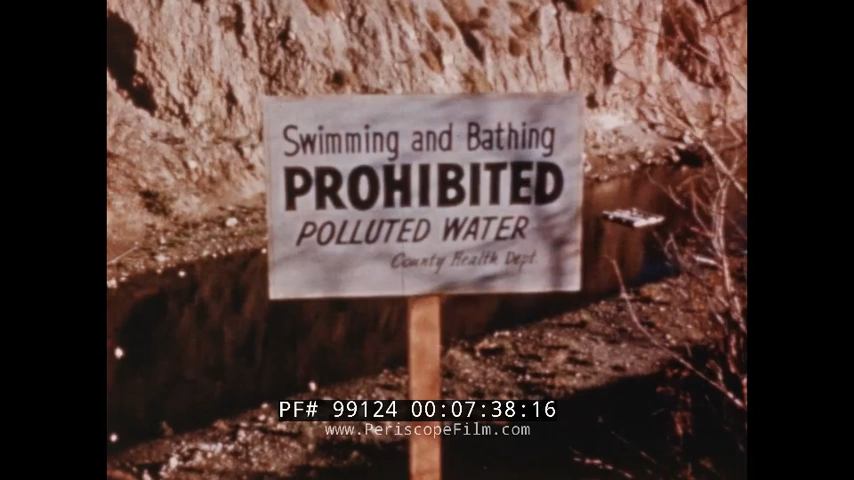 Swimming and Bathing
PROHIBITED
POLLUTED WATER
County Health Dept.
PF# 99124 00:07:38:16
www.PeriscopeFilm.com